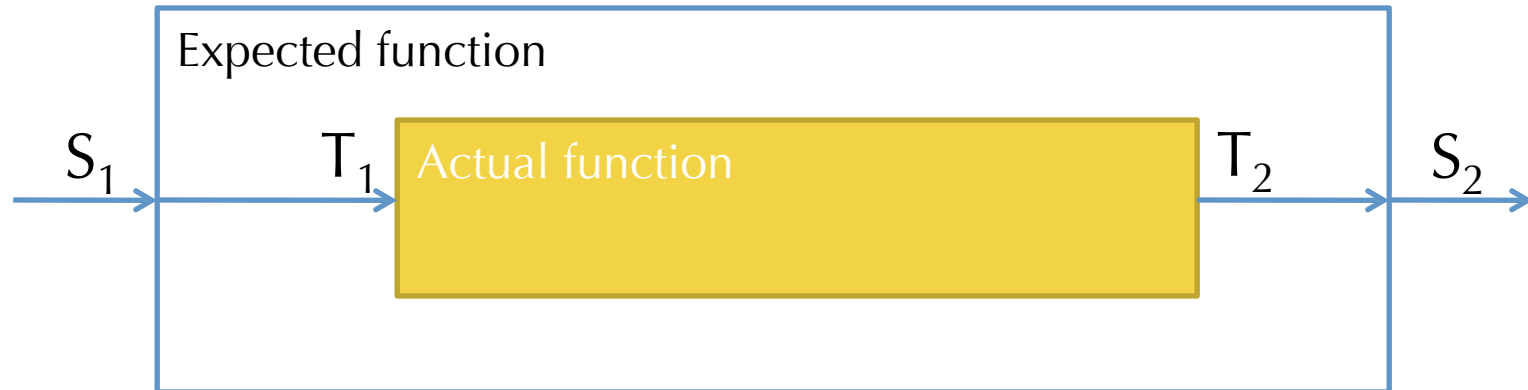 Expected function
S₁
T₁
Actual function
T₂
S₂